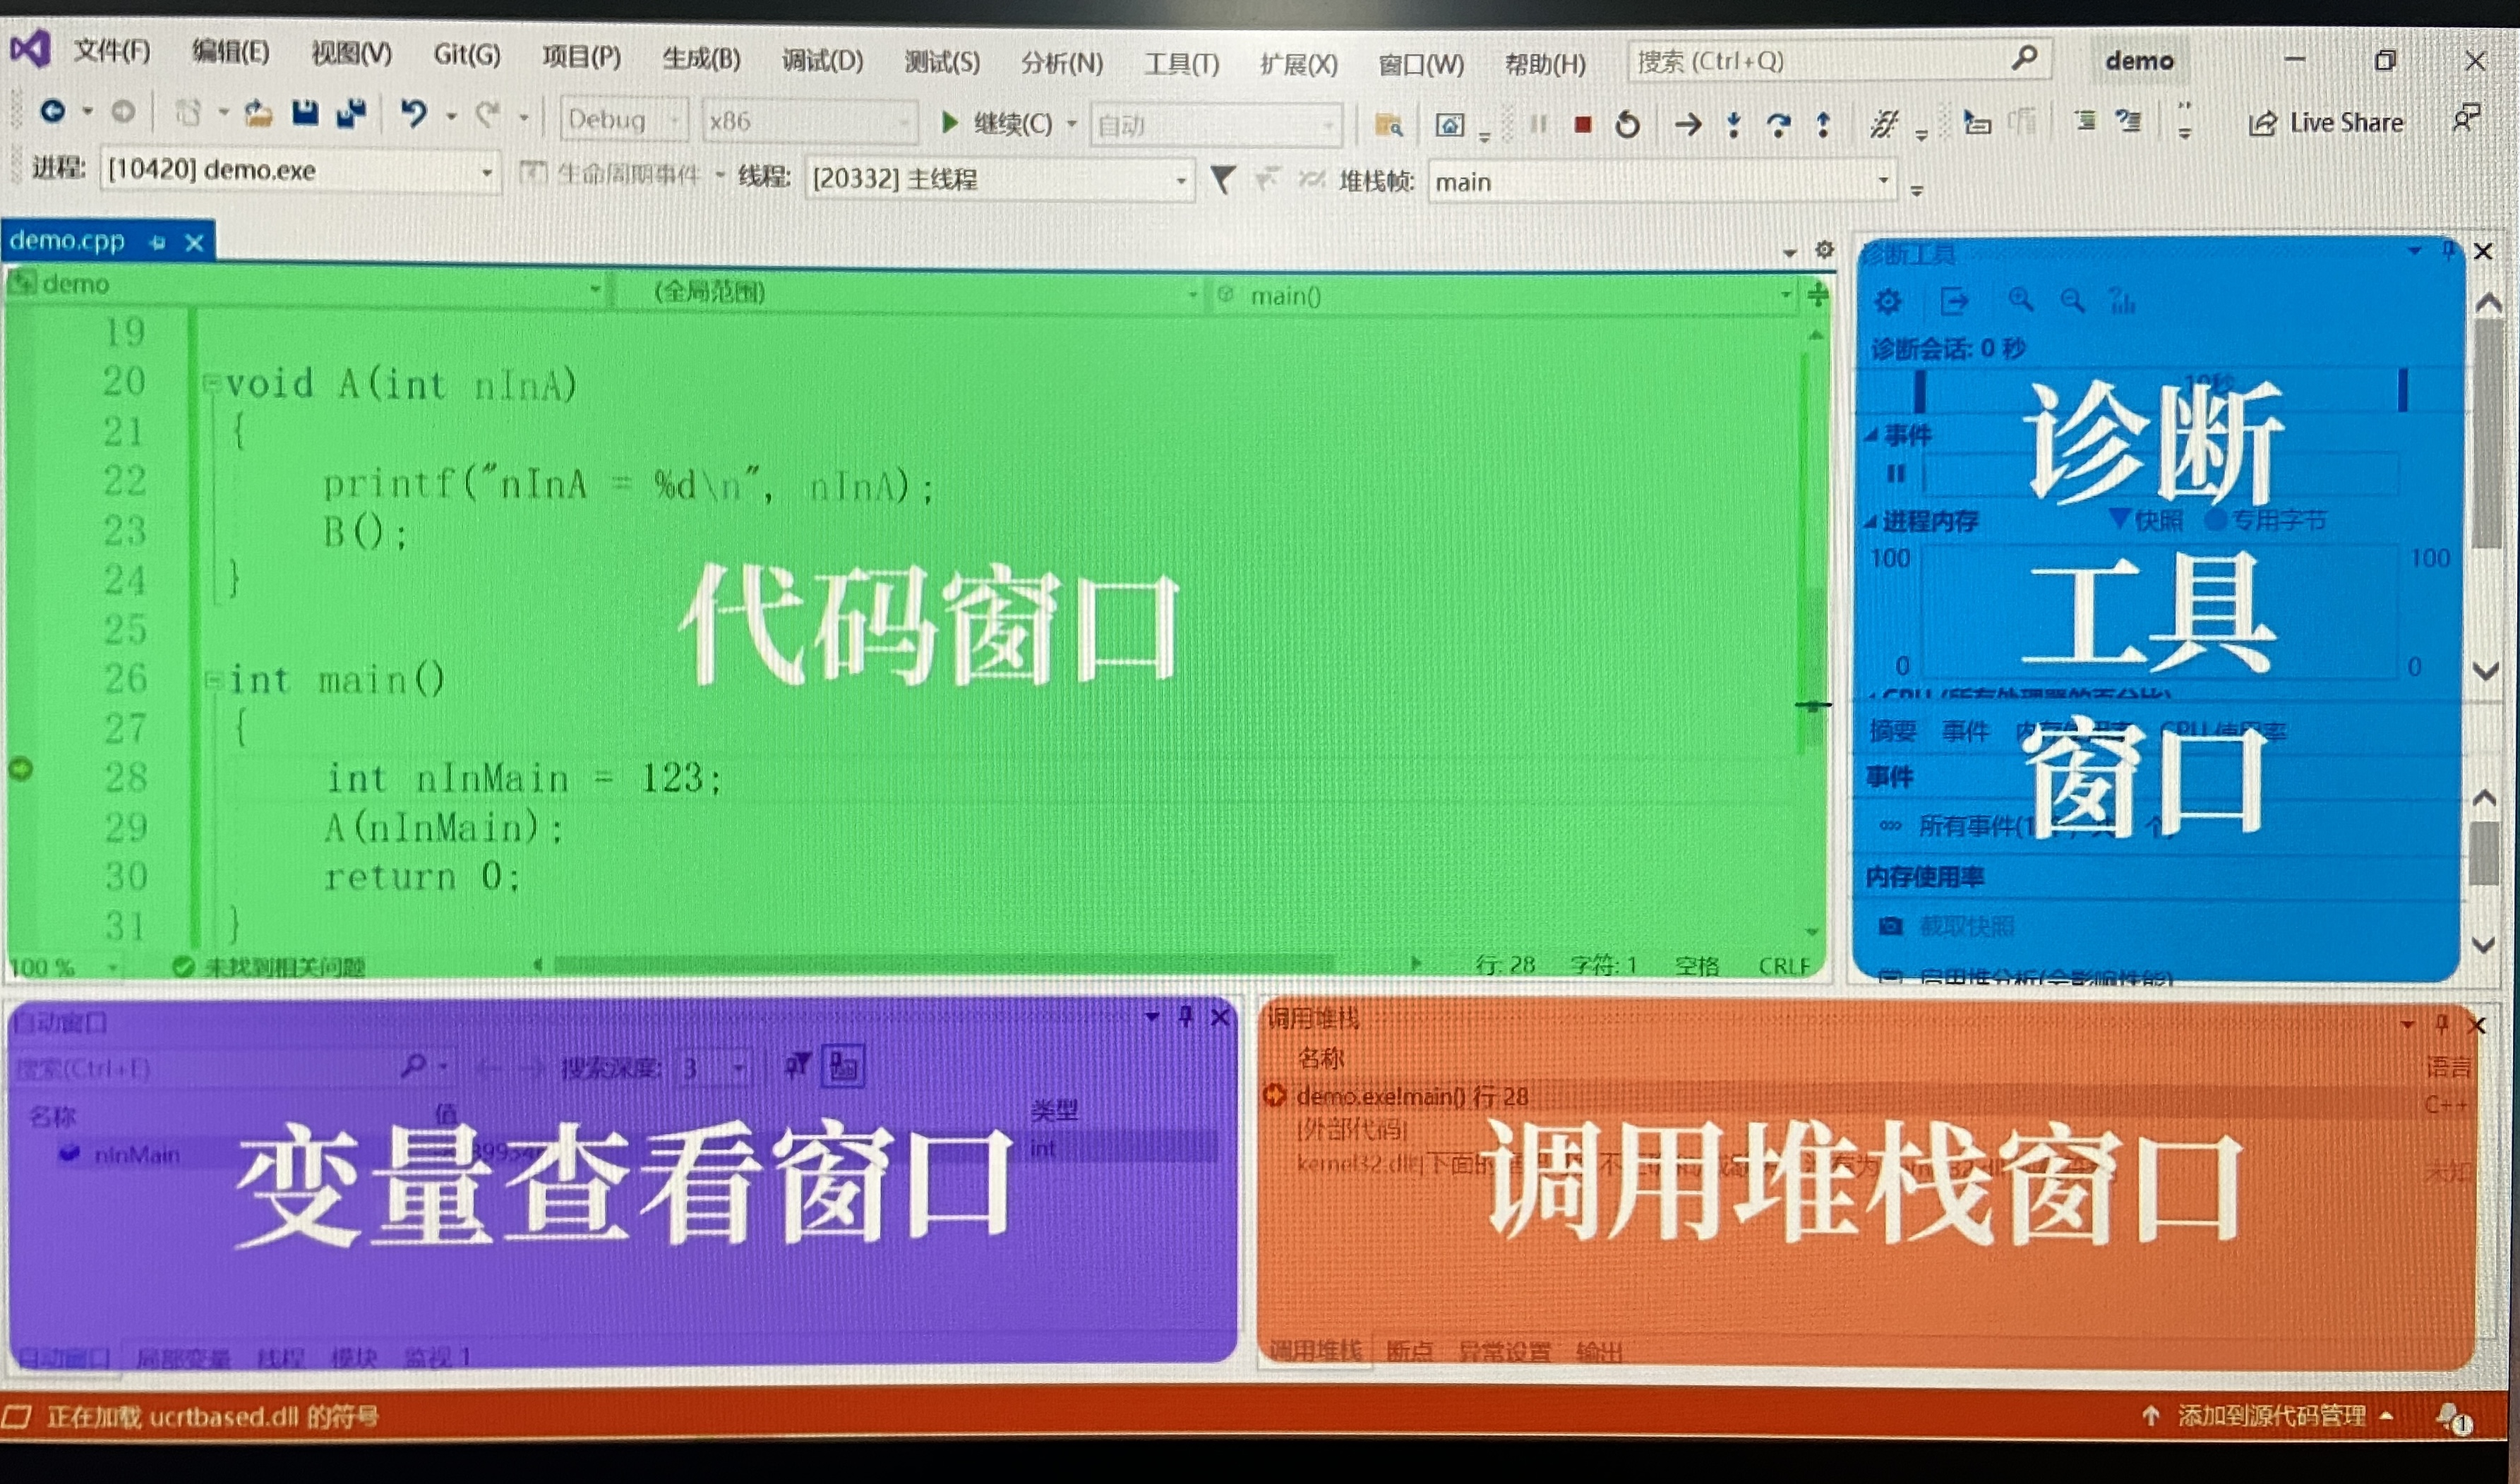 文件(F) 编辑(E) 视图(V) Git(G) 项目(P) 生成(B) 调试(D) 测试(S) 分析(N) 工具(T) 扩展(X) 窗口(W) 帮助(H) 搜索 (Ctrl+Q) demo
Debug x86 继续(C) 自动 Live Share
进程: [10420] demo.exe 生命周期事件 线程: [20332] 主线程 堆栈帧: main
demo.cpp
demo (全局范围) main()
19
20 void A(int nInA)
21 {
22 printf("nInA = %d\n", nInA);
23 B();
24 }
25
26 int main()
27 {
28 int nInMain = 123;
29 A(nInMain);
30 return 0;
31 }
代码窗口
100 % 未找到相关问题 行: 28 字符: 1 空格 CRLF
诊断工具
诊断会话: 0 秒
10秒
事件
进程内存 快照 专用字节
100 100
0 0
CPU (所有处理器的百分比)
摘要 事件 内存使用率 CPU 使用率
事件
所有事件(1
内存使用率
截取快照
启用堆分析(会影响性能)
诊断
工具
窗口
自动窗口
搜索(Ctrl+E) 搜索深度: 3
名称 值 类型
nInMain int
变量查看窗口
自动窗口 局部变量 线程 模块 监视 1
调用堆栈
名称 语言
demo.exe!main() 行 28 C++
[外部代码]
kernel32.dll![下面的 未知
调用堆栈窗口
调用堆栈 断点 异常设置 输出
正在加载 ucrtbased.dll 的符号 添加到源代码管理 1